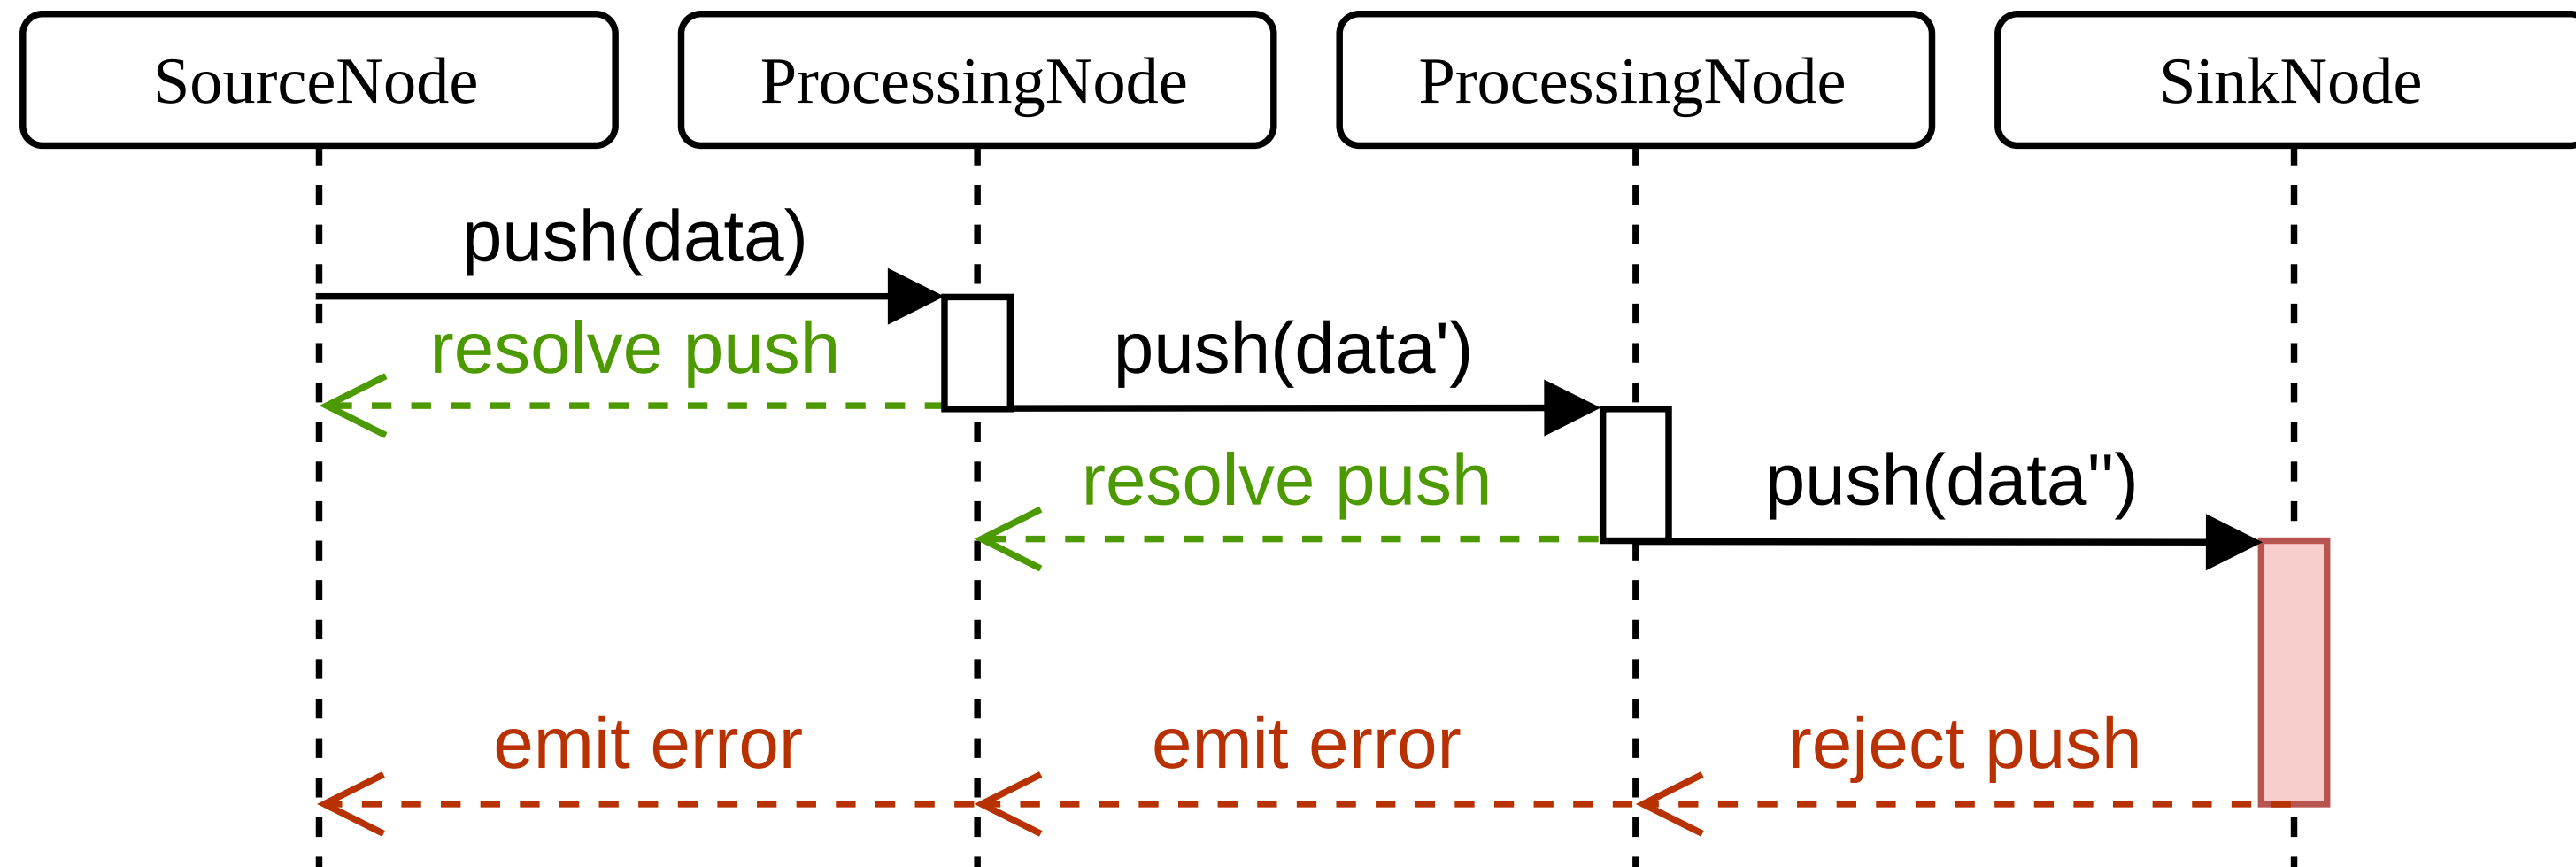 SourceNode
ProcessingNode
ProcessingNode
SinkNode
push(data)
resolve push
push(data')
resolve push
push(data'')
emit error
emit error
reject push